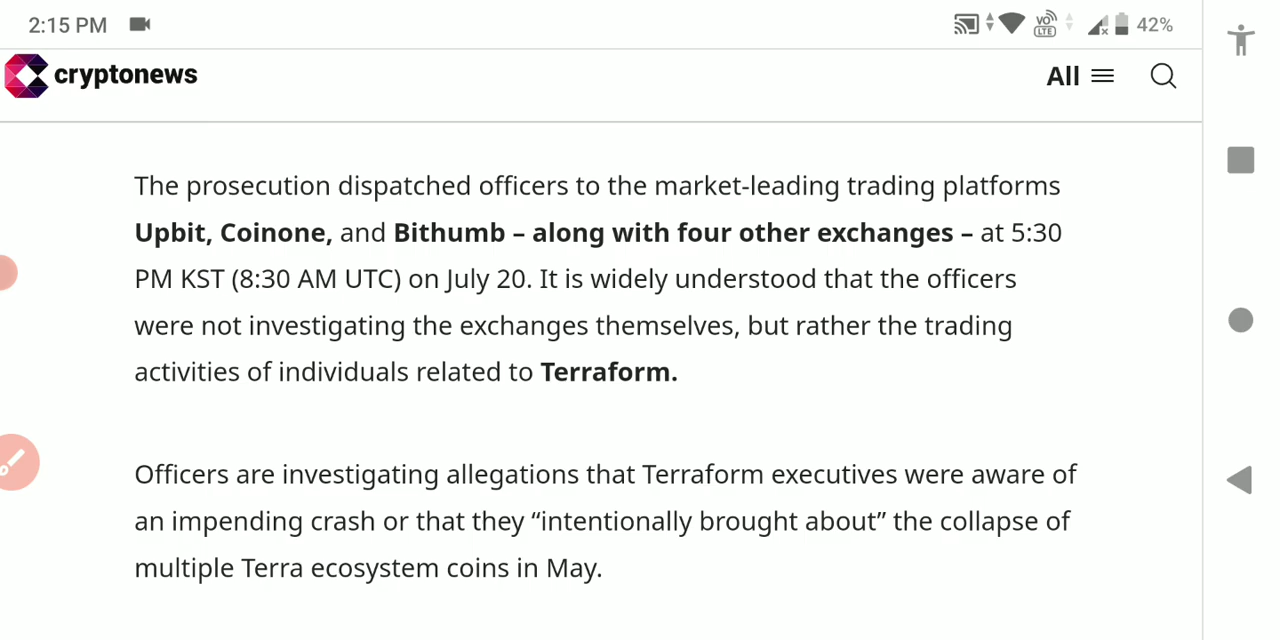 2:15 PM
VO LTE
42%
cryptonews
All
The prosecution dispatched officers to the market-leading trading platforms
Upbit, Coinone, and Bithumb – along with four other exchanges – at 5:30
PM KST (8:30 AM UTC) on July 20. It is widely understood that the officers
were not investigating the exchanges themselves, but rather the trading
activities of individuals related to Terraform.
Officers are investigating allegations that Terraform executives were aware of
an impending crash or that they “intentionally brought about” the collapse of
multiple Terra ecosystem coins in May.